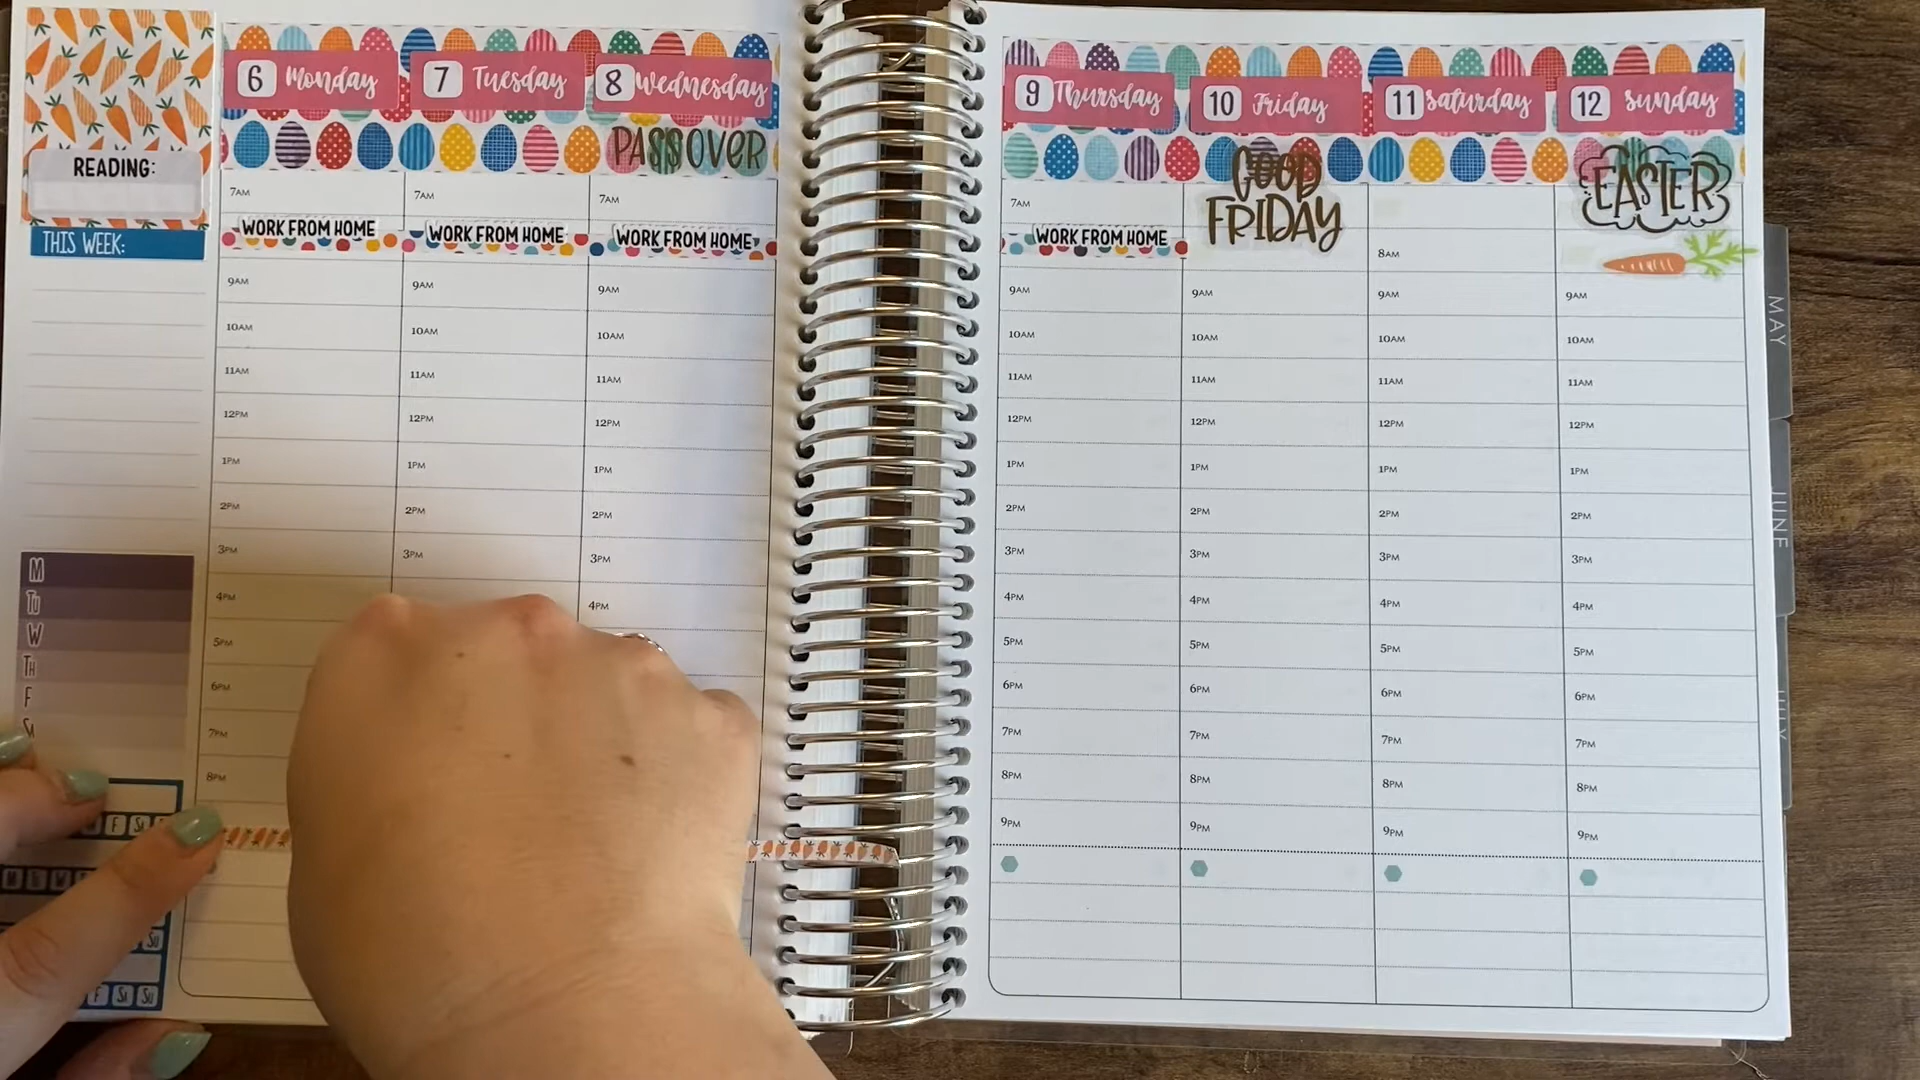 READING:
THIS WEEK:
M
TU
W
TH
F
F
F Sa Su
6 Monday
7AM
WORK FROM HOME
9AM
10AM
11AM
12PM
1PM
2PM
3PM
4PM
5PM
6PM
7PM
8PM
7 Tuesday
7AM
WORK FROM HOME
9AM
10AM
11AM
12PM
1PM
2PM
3PM
8 Wednesday
PASSOVER
7AM
WORK FROM HOME
9AM
10AM
11AM
12PM
1PM
2PM
3PM
4PM
9 Thursday
7AM
WORK FROM HOME
9AM
10AM
11AM
12PM
1PM
2PM
3PM
4PM
5PM
6PM
7PM
8PM
9PM
10 Friday
GOOD
FRIDAY
9AM
10AM
11AM
12PM
1PM
2PM
3PM
4PM
5PM
6PM
7PM
8PM
9PM
11 Saturday
8AM
9AM
10AM
11AM
12PM
1PM
2PM
3PM
4PM
5PM
6PM
7PM
8PM
9PM
12 Sunday
EASTER
9AM
10AM
11AM
12PM
1PM
2PM
3PM
4PM
5PM
6PM
7PM
8PM
9PM
MAY
JUNE
JULY